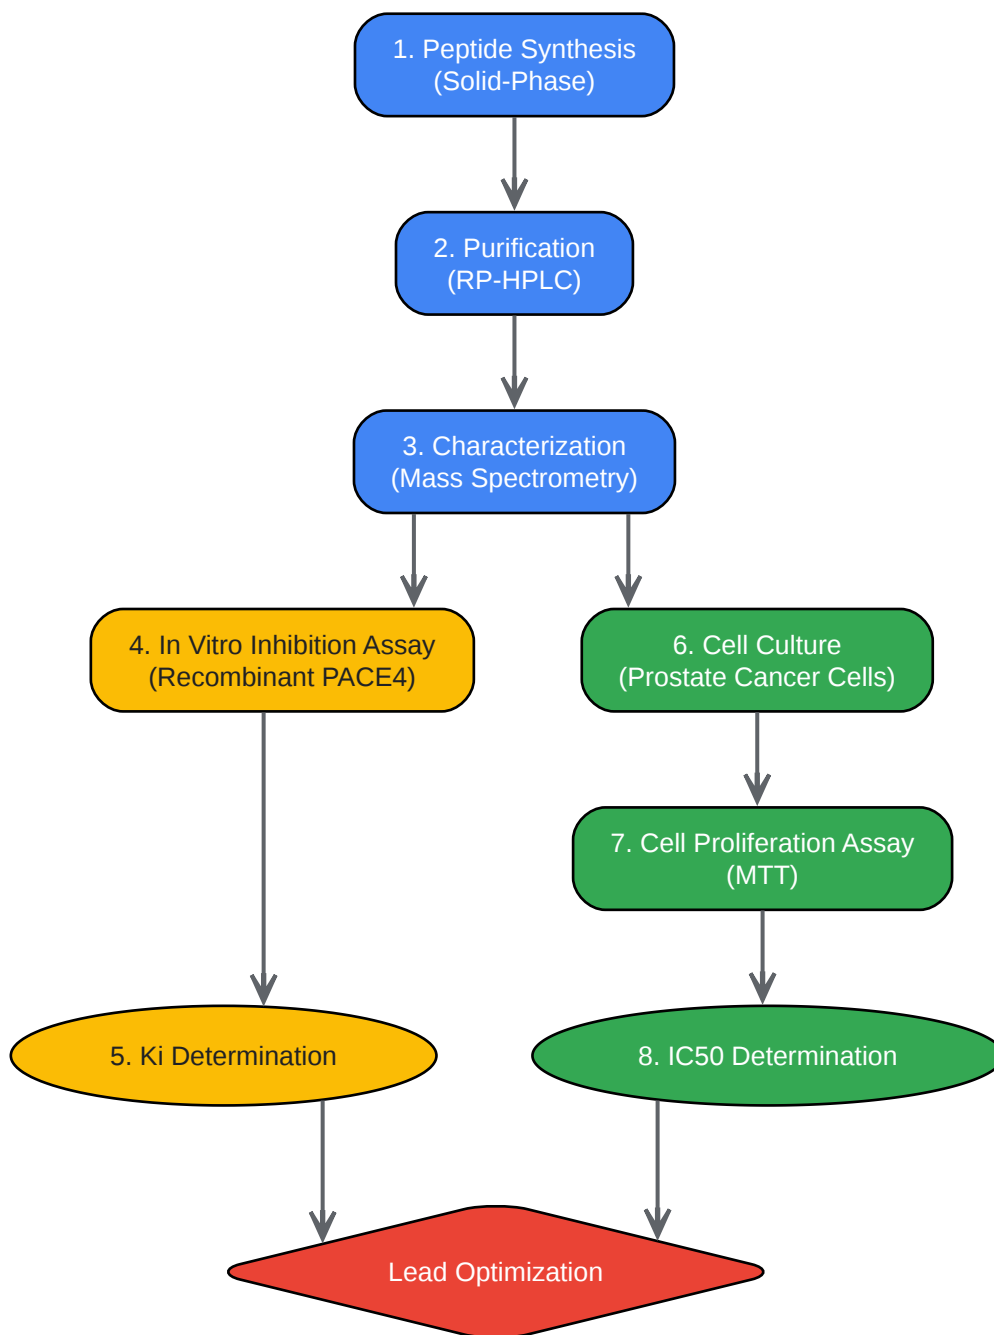 1. Peptide Synthesis
(Solid-Phase)
2. Purification
(RP-HPLC)
3. Characterization
(Mass Spectrometry)
4. In Vitro Inhibition Assay
(Recombinant PACE4)
6. Cell Culture
(Prostate Cancer Cells)
7. Cell Proliferation Assay
(MTT)
5. Ki Determination
8. IC50 Determination
Lead Optimization